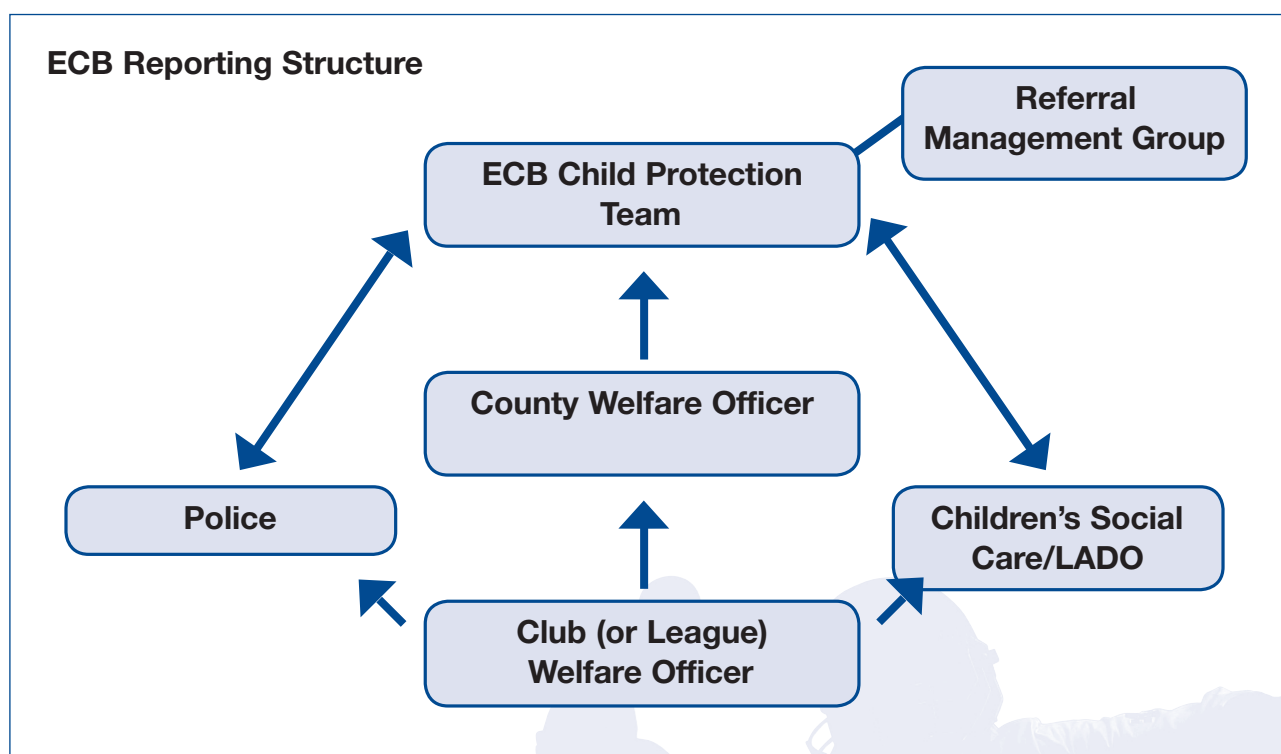 ECB Reporting Structure
Referral
Management Group
ECB Child Protection
Team
County Welfare Officer
Police
Children's Social
Care/LADO
Club (or League)
Welfare Officer